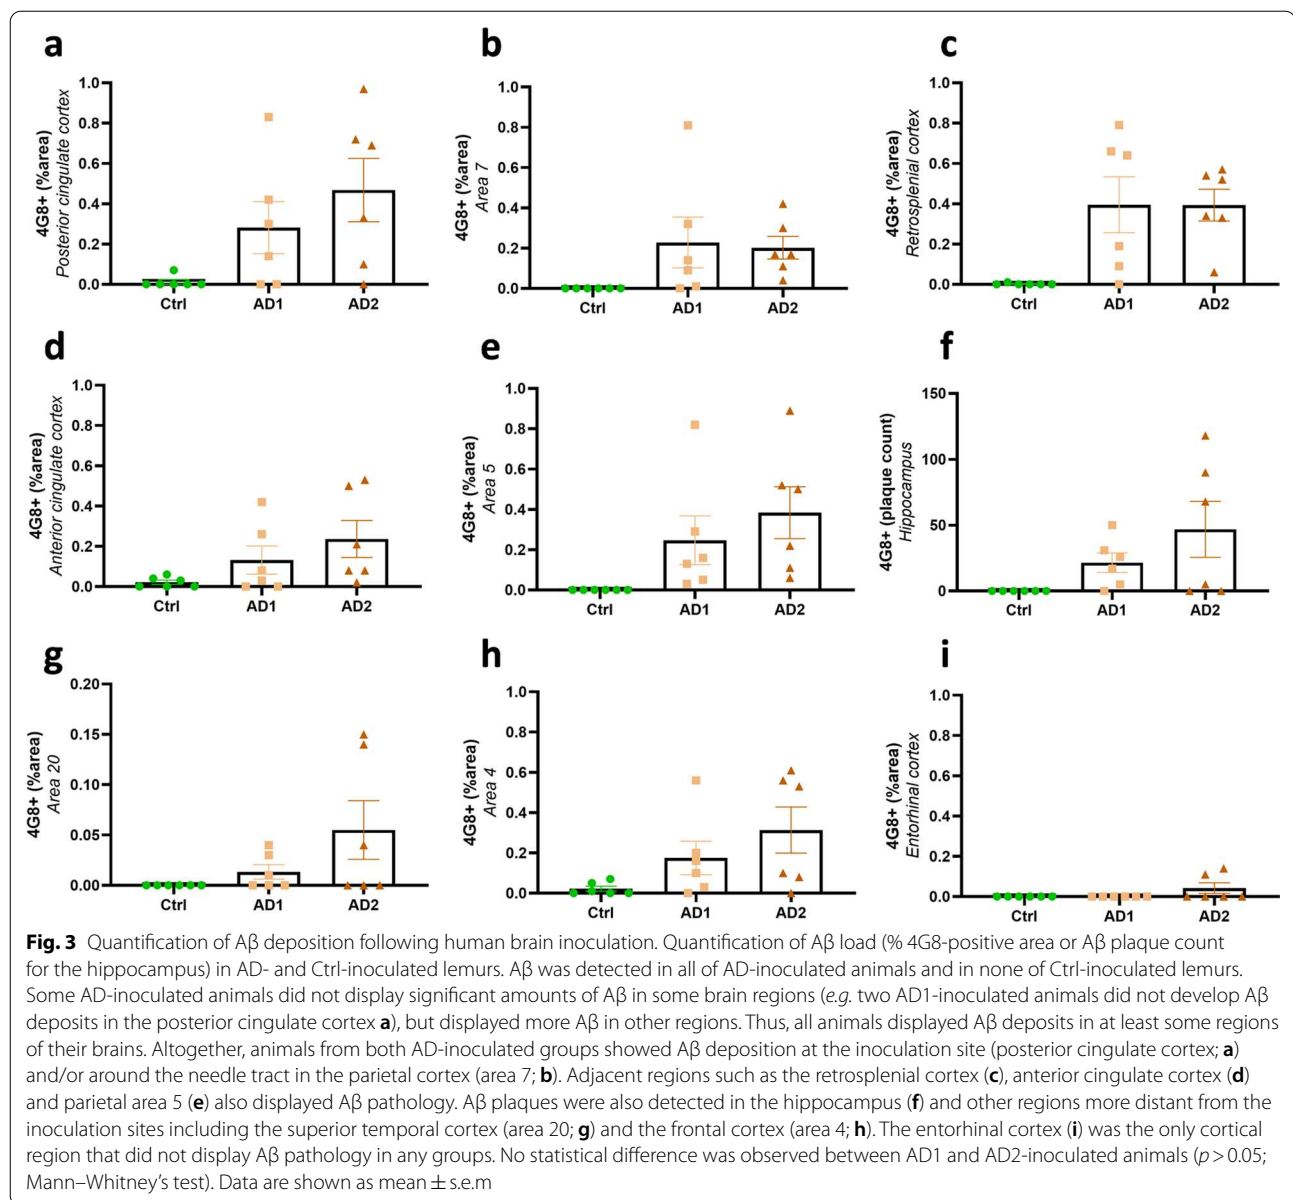 a
b
c
1.0
0.8
0.6
0.4
0.2
0.0
4G8+ (%area)
Posterior cingulate cortex
Ctrl AD1 AD2
1.0
0.8
0.6
0.4
0.2
0.0
4G8+ (%area)
Area 7
Ctrl AD1 AD2
1.0
0.8
0.6
0.4
0.2
0.0
4G8+ (%area)
Retrosplenial cortex
Ctrl AD1 AD2
d
e
f
1.0
0.8
0.6
0.4
0.2
0.0
4G8+ (%area)
Anterior cingulate cortex
Ctrl AD1 AD2
1.0
0.8
0.6
0.4
0.2
0.0
4G8+ (%area)
Area 5
Ctrl AD1 AD2
150
100
50
0
4G8+ (plaque count)
Hippocampus
Ctrl AD1 AD2
g
h
i
0.20
0.15
0.10
0.05
0.00
4G8+ (%area)
Area 20
Ctrl AD1 AD2
1.0
0.8
0.6
0.4
0.2
0.0
4G8+ (%area)
Area 4
Ctrl AD1 AD2
1.0
0.8
0.6
0.4
0.2
0.0
4G8+ (%area)
Entorhinal cortex
Ctrl AD1 AD2
Fig. 3 Quantification of Aβ deposition following human brain inoculation. Quantification of Aβ load (% 4G8-positive area or Aβ plaque count
for the hippocampus) in AD- and Ctrl-inoculated lemurs. Aβ was detected in all of AD-inoculated animals and in none of Ctrl-inoculated lemurs.
Some AD-inoculated animals did not display significant amounts of Aβ in some brain regions (e.g. two AD1-inoculated animals did not develop Aβ
deposits in the posterior cingulate cortex a), but displayed more Aβ in other regions. Thus, all animals displayed Aβ deposits in at least some regions
of their brains. Altogether, animals from both AD-inoculated groups showed Aβ deposition at the inoculation site (posterior cingulate cortex; a)
and/or around the needle tract in the parietal cortex (area 7; b). Adjacent regions such as the retrosplenial cortex (c), anterior cingulate cortex (d)
and parietal area 5 (e) also displayed Aβ pathology. Aβ plaques were also detected in the hippocampus (f) and other regions more distant from the
inoculation sites including the superior temporal cortex (area 20; g) and the frontal cortex (area 4; h). The entorhinal cortex (i) was the only cortical
region that did not display Aβ pathology in any groups. No statistical difference was observed between AD1 and AD2-inoculated animals (p > 0.05;
Mann–Whitney's test). Data are shown as mean ± s.e.m